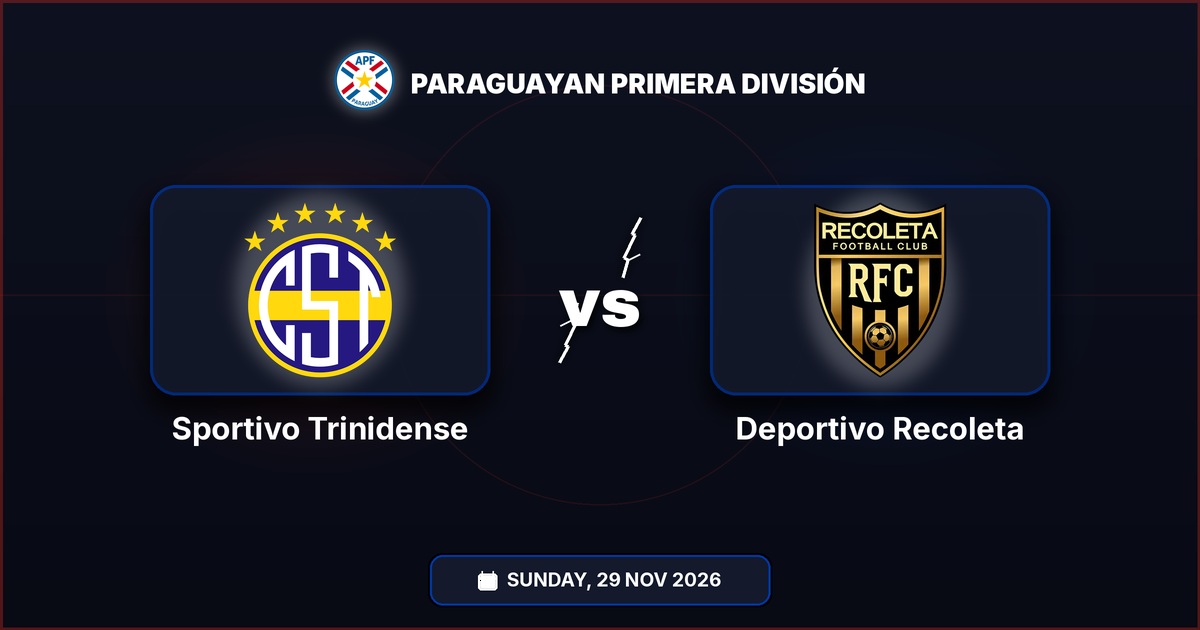 APF
PARAGUAY
PARAGUAYAN PRIMERA DIVISIÓN
CST
RECOLETA
FOOTBALL CLUB
RFC
vs
Sportivo Trinidense
Deportivo Recoleta
SUNDAY, 29 NOV 2026